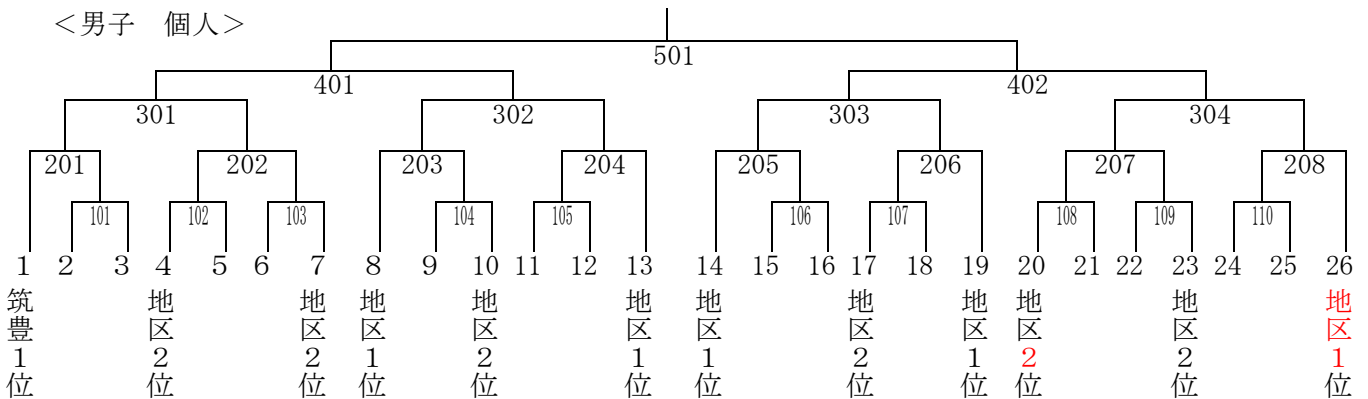 ＜男子　個人＞
501
401 402
301 302 303 304
201 202 203 204 205 206 207 208
101 102 103 104 105 106 107 108 109 110
1 2 3 4 5 6 7 8 9 10 11 12 13 14 15 16 17 18 19 20 21 22 23 24 25 26
筑豊1位 地区2位 地区2位 地区1位 地区2位 地区1位 地区1位 地区2位 地区1位 地区2位 地区2位 地区1位